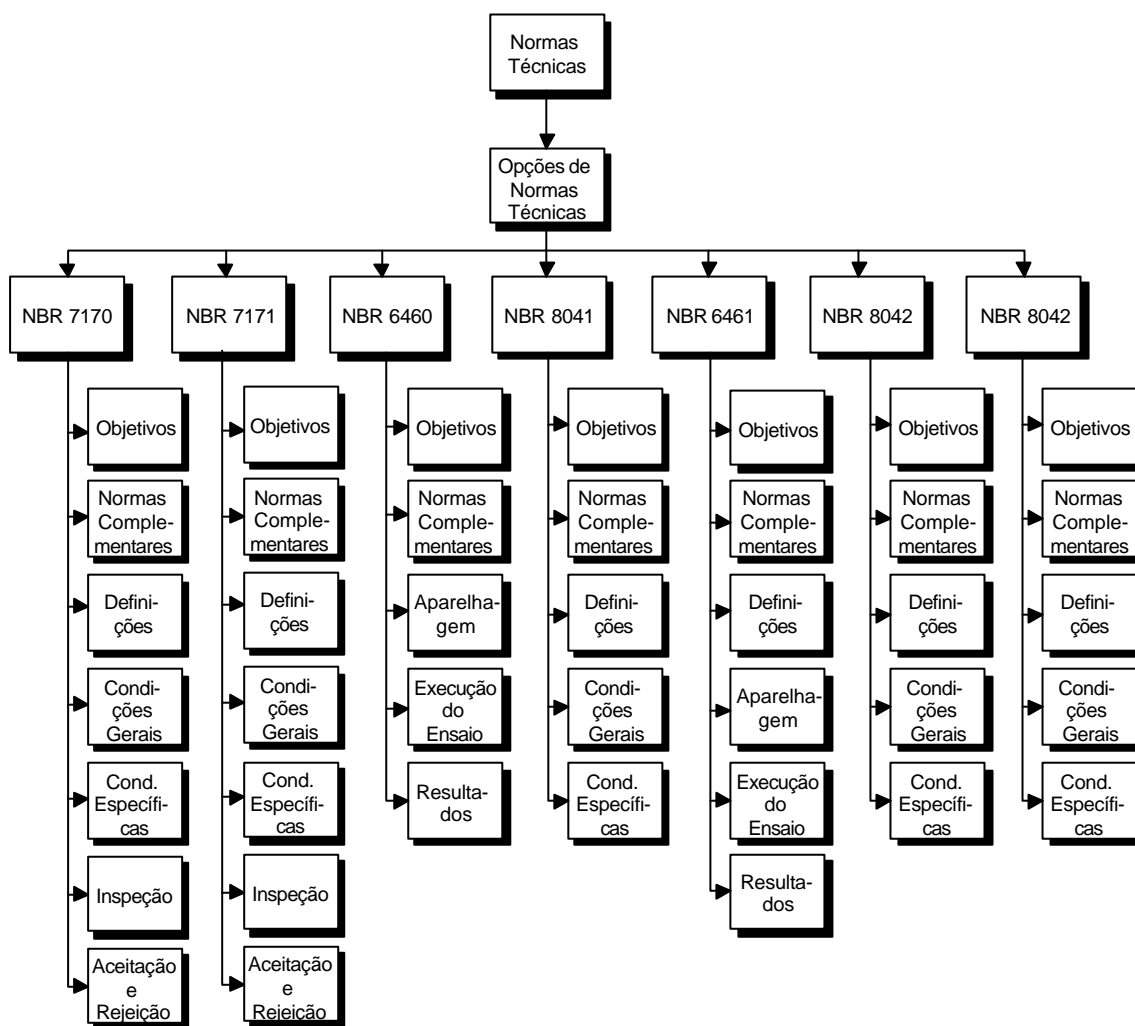 Normas
Técnicas
Opções de
Normas
Técnicas
NBR 7170
NBR 7171
NBR 6460
NBR 8041
NBR 6461
NBR 8042
NBR 8042
Objetivos
Normas
Comple-
mentares
Defini-
ções
Condi-
ções
Gerais
Cond.
Específi-
cas
Inspeção
Aceitação
e
Rejeição
Objetivos
Normas
Comple-
mentares
Defini-
ções
Condi-
ções
Gerais
Cond.
Específi-
cas
Inspeção
Aceitação
e
Rejeição
Objetivos
Normas
Comple-
mentares
Aparelha-
gem
Execução
do
Ensaio
Resulta-
dos
Objetivos
Normas
Comple-
mentares
Defini-
ções
Condi-
ções
Gerais
Cond.
Específi-
cas
Objetivos
Normas
Comple-
mentares
Defini-
ções
Aparelha-
gem
Execução
do
Ensaio
Resulta-
dos
Objetivos
Normas
Comple-
mentares
Defini-
ções
Condi-
ções
Gerais
Cond.
Específi-
cas
Objetivos
Normas
Comple-
mentares
Defini-
ções
Condi-
ções
Gerais
Cond.
Específi-
cas